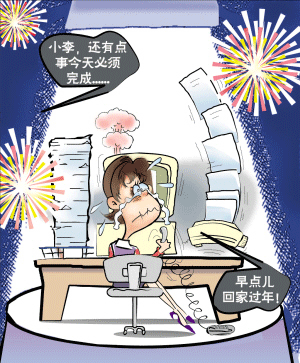 小李，还有点
事今天必须
完成......
早点儿
回家过年！